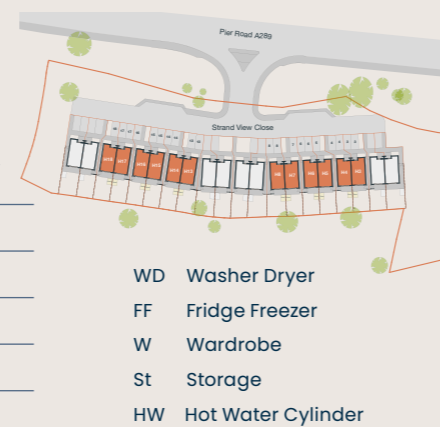 Pier Road A289
Strand View Close
WD Washer Dryer
FF Fridge Freezer
W Wardrobe
St Storage
HW Hot Water Cylinder